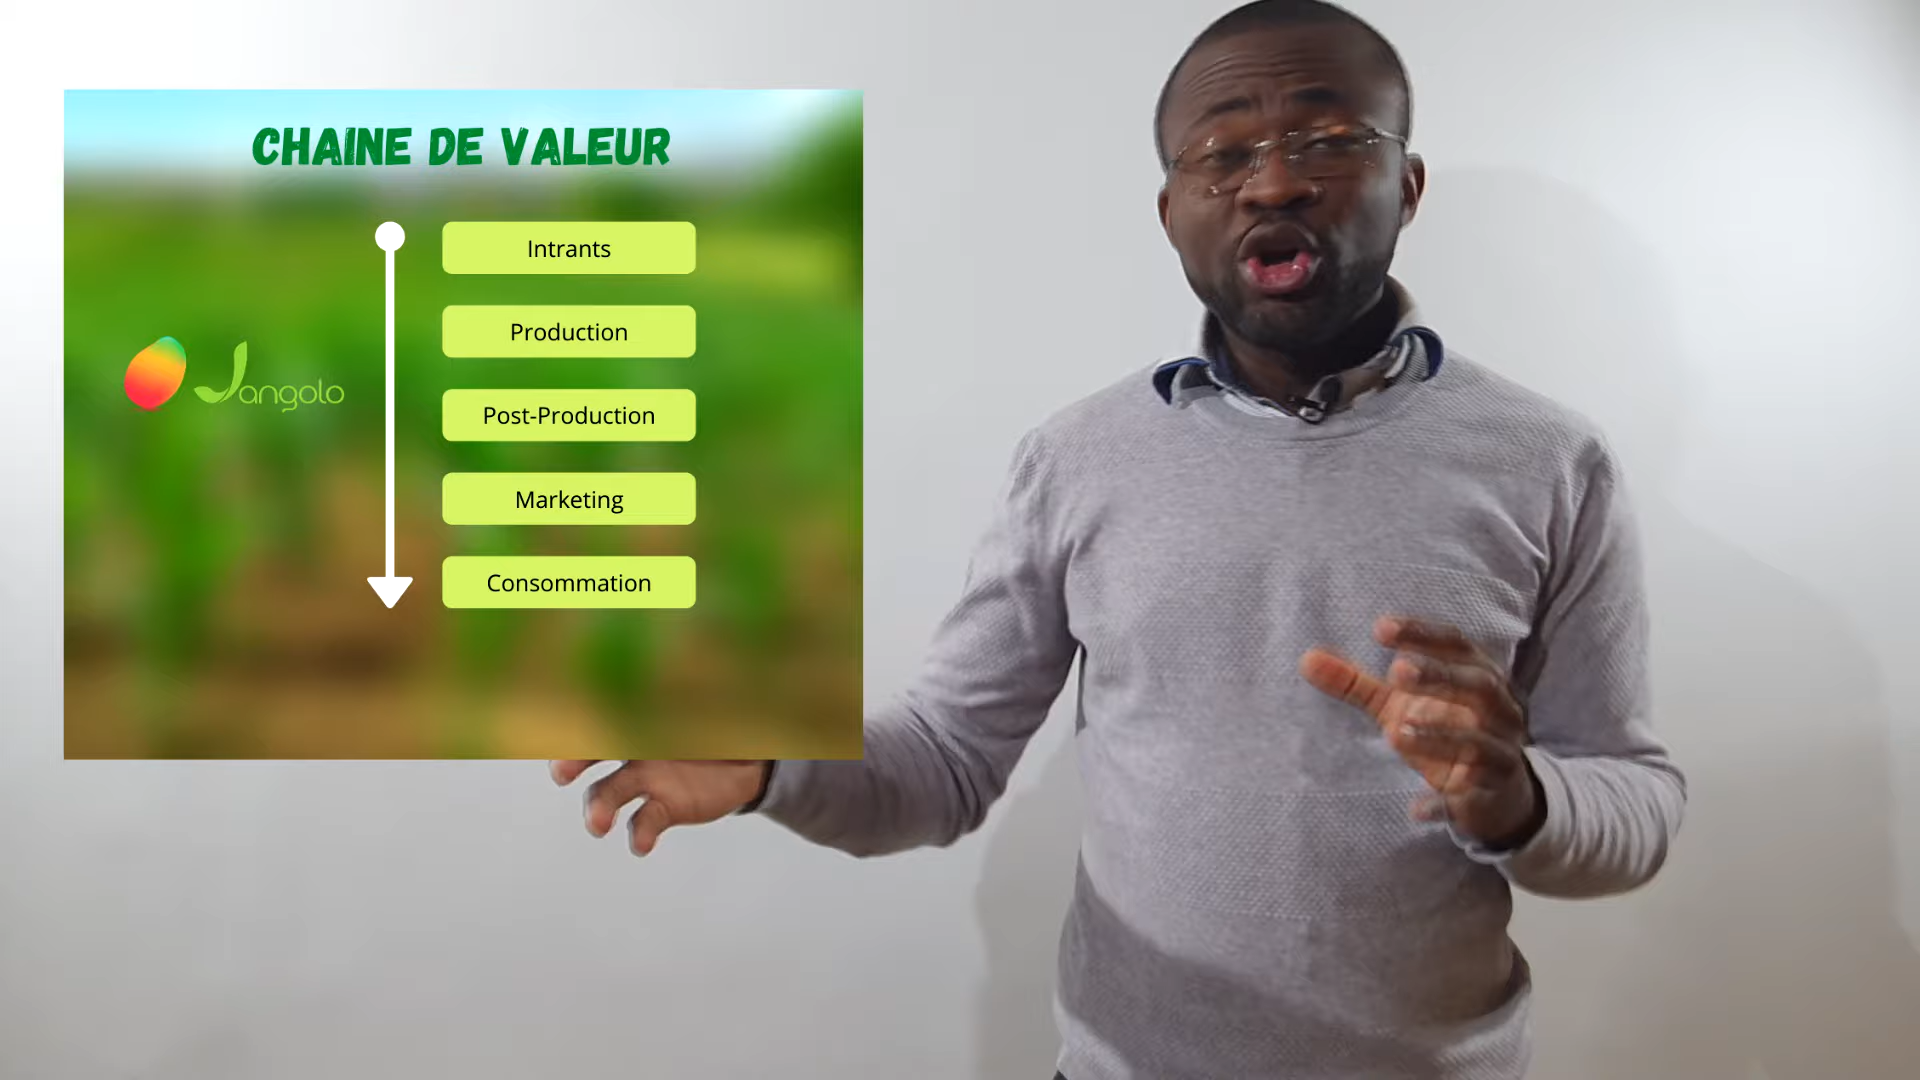 CHAINE DE VALEUR
Intrants
Production
Jangolo
Post-Production
Marketing
Consommation